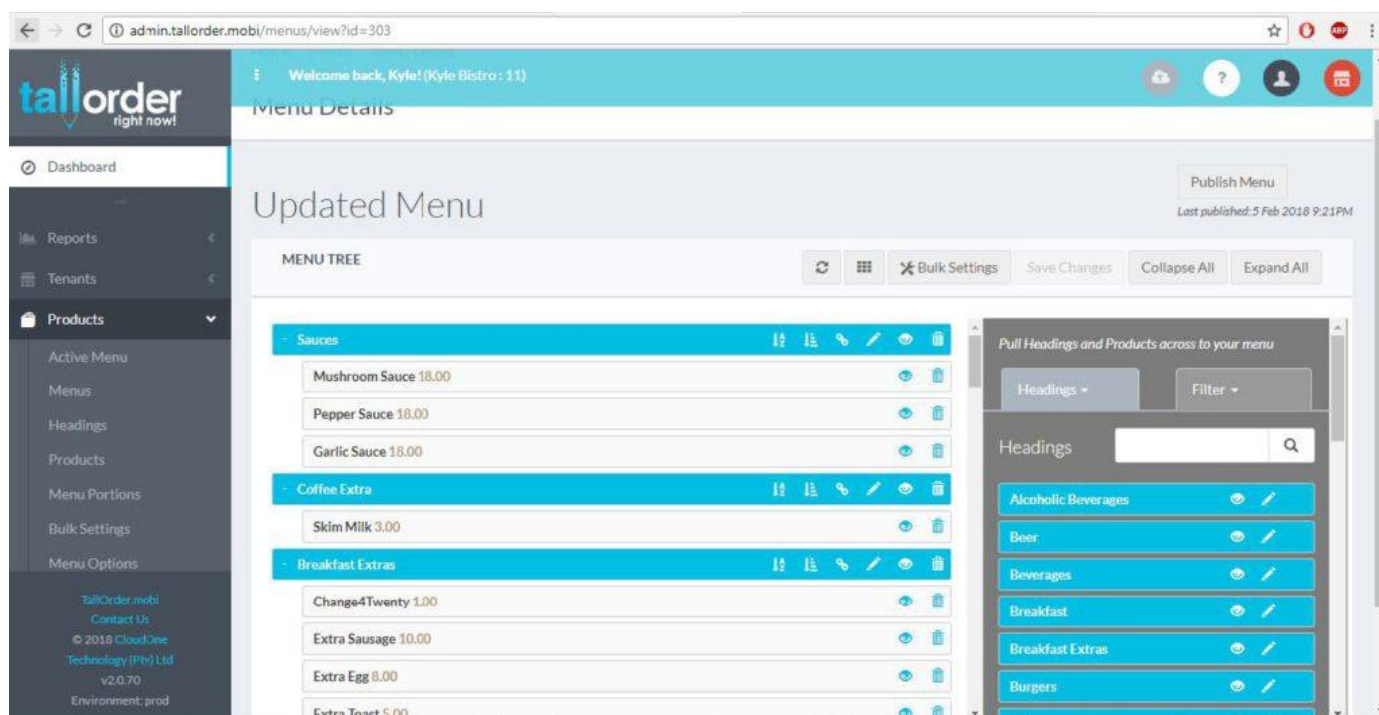 admin.tallorder.mobi/menus/view?id=303
ABP
tallorder
right now!
Welcome back, Kyle! (Kyle Bistro : 11)
?
Menu Details
Dashboard
Reports
Tenants
Products
Active Menu
Menus
Headings
Products
Menu Portions
Bulk Settings
Menu Options
TallOrder.mobi
Contact Us
© 2018 CloudOne
Technology (Pty) Ltd
v2.0.70
Environment: prod
Updated Menu
Publish Menu
Last published: 5 Feb 2018 9:21PM
MENU TREE
Bulk Settings
Save Changes
Collapse All
Expand All
- Sauces
Mushroom Sauce 18.00
Pepper Sauce 18.00
Garlic Sauce 18.00
- Coffee Extra
Skim Milk 3.00
- Breakfast Extras
Change4Twenty 1.00
Extra Sausage 10.00
Extra Egg 8.00
Extra Toast 5.00
Pull Headings and Products across to your menu
Headings
Filter
Headings
Alcoholic Beverages
Beer
Beverages
Breakfast
Breakfast Extras
Burgers